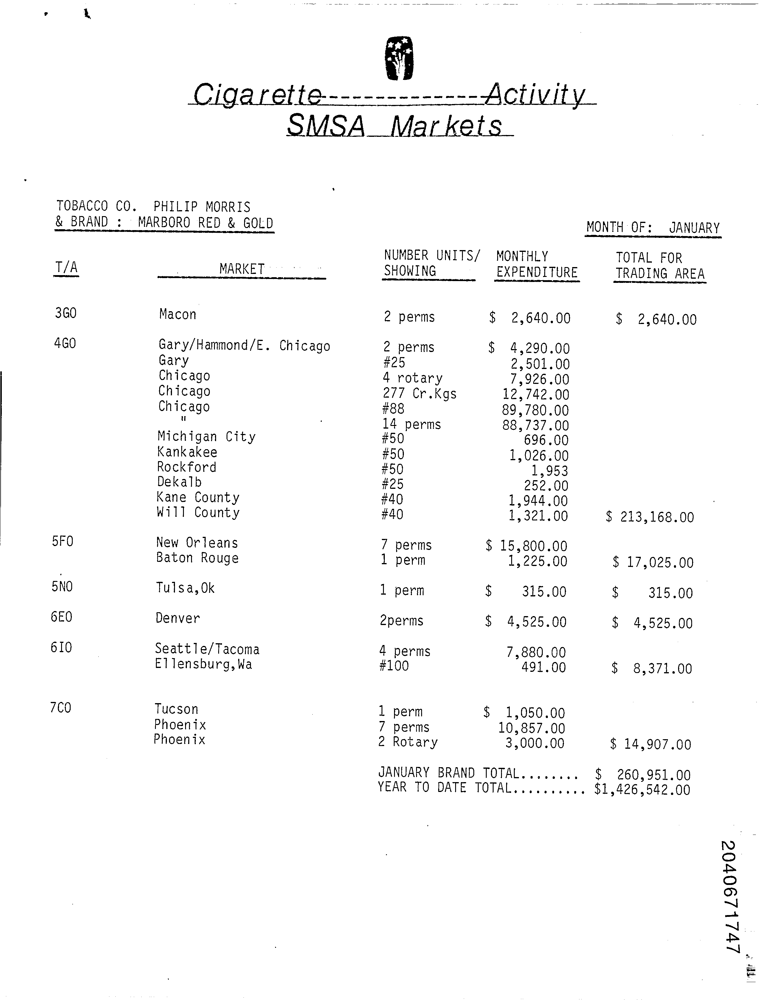 Cigarette--------------Activity
SMSA Markets
TOBACCO CO. PHILIP MORRIS
& BRAND : MARBORO RED & GOLD
MONTH OF: JANUARY
T/A MARKET NUMBER UNITS/ SHOWING MONTHLY EXPENDITURE TOTAL FOR TRADING AREA
3GO Macon 2 perms $ 2,640.00 $ 2,640.00
4GO Gary/Hammond/E. Chicago 2 perms $ 4,290.00
Gary #25 2,501.00
Chicago 4 rotary 7,926.00
Chicago 277 Cr.Kgs 12,742.00
Chicago #88 89,780.00
" 14 perms 88,737.00
Michigan City #50 696.00
Kankakee #50 1,026.00
Rockford #50 1,953
Dekalb #25 252.00
Kane County #40 1,944.00
Will County #40 1,321.00 $ 213,168.00
5FO New Orleans 7 perms $ 15,800.00
Baton Rouge 1 perm 1,225.00 $ 17,025.00
5NO Tulsa,Ok 1 perm $ 315.00 $ 315.00
6EO Denver 2perms $ 4,525.00 $ 4,525.00
6IO Seattle/Tacoma 4 perms 7,880.00
Ellensburg,Wa #100 491.00 $ 8,371.00
7CO Tucson 1 perm $ 1,050.00
Phoenix 7 perms 10,857.00
Phoenix 2 Rotary 3,000.00 $ 14,907.00
JANUARY BRAND TOTAL........ $ 260,951.00
YEAR TO DATE TOTAL.......... $1,426,542.00
2040671747